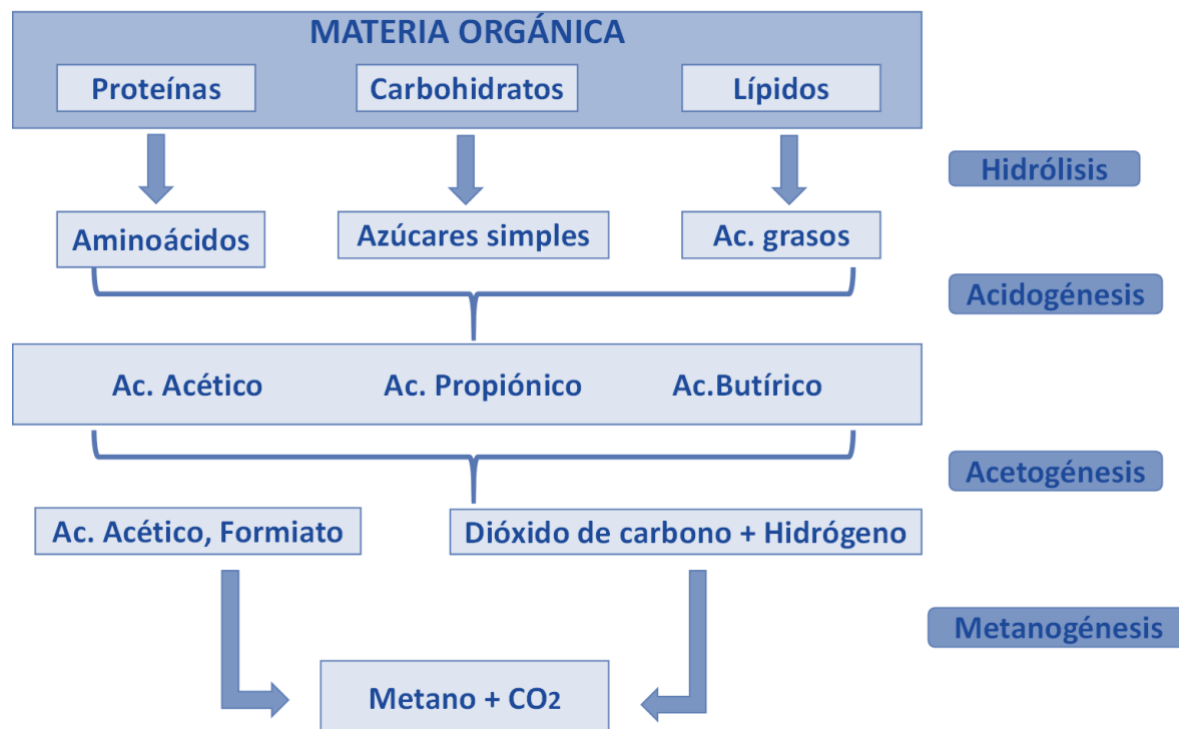 MATERIA ORGÁNICA
Proteínas
Carbohidratos
Lípidos
Hidrólisis
Aminoácidos
Azúcares simples
Ac. grasos
Acidogénesis
Ac. Acético
Ac. Propiónico
Ac.Butírico
Acetogénesis
Ac. Acético, Formiato
Dióxido de carbono + Hidrógeno
Metanogénesis
Metano + CO2